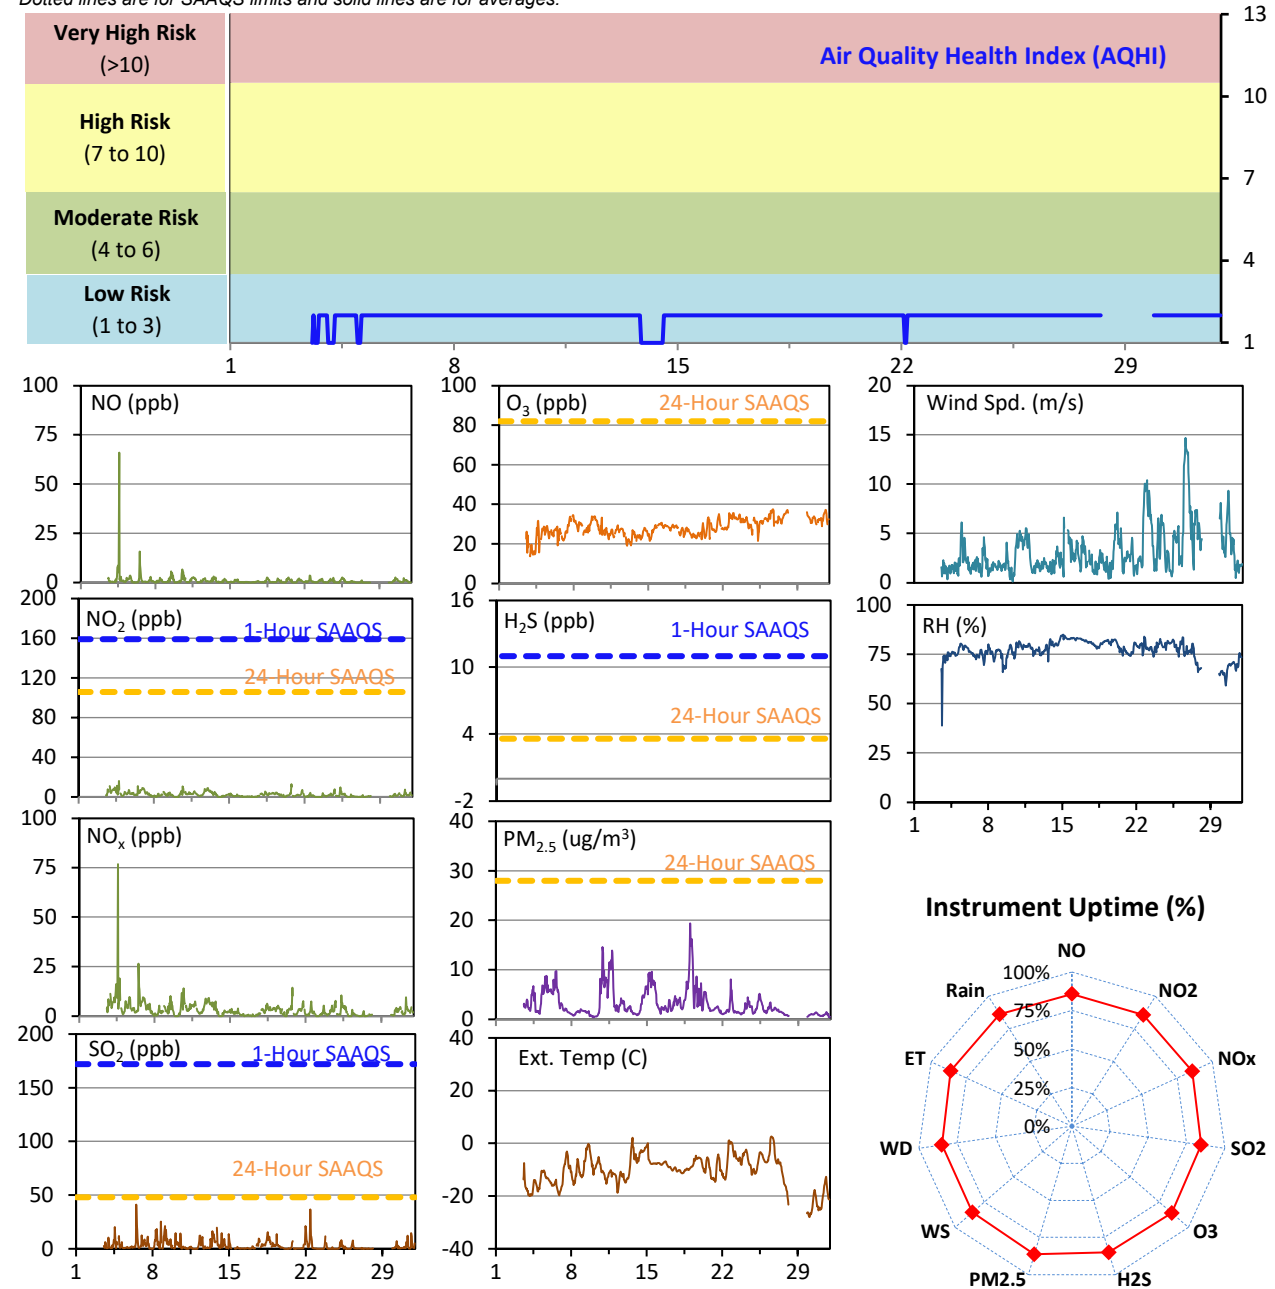 Dotted lines are for SAAQS limits and solid lines are for averages.
Very High Risk
(>10)
High Risk
(7 to 10)
Moderate Risk
(4 to 6)
Low Risk
(1 to 3)
Air Quality Health Index (AQHI)
13
10
7
4
1
1 8 15 22 29
NO (ppb)
100
75
50
25
0
O3 (ppb)
24-Hour SAAQS
100
80
60
40
20
0
Wind Spd. (m/s)
20
15
10
5
0
NO2 (ppb)
1-Hour SAAQS
24-Hour SAAQS
200
160
120
80
40
0
H2S (ppb)
1-Hour SAAQS
24-Hour SAAQS
16
10
4
-2
RH (%)
100
75
50
25
0
1 8 15 22 29
NOx (ppb)
100
75
50
25
0
PM2.5 (ug/m3)
24-Hour SAAQS
40
30
20
10
0
SO2 (ppb)
1-Hour SAAQS
24-Hour SAAQS
200
150
100
50
0
1 8 15 22 29
Ext. Temp (C)
40
20
0
-20
-40
1 8 15 22 29
Instrument Uptime (%)
NO
NO2
NOx
SO2
O3
H2S
PM2.5
WS
WD
ET
Rain
100%
75%
50%
25%
0%